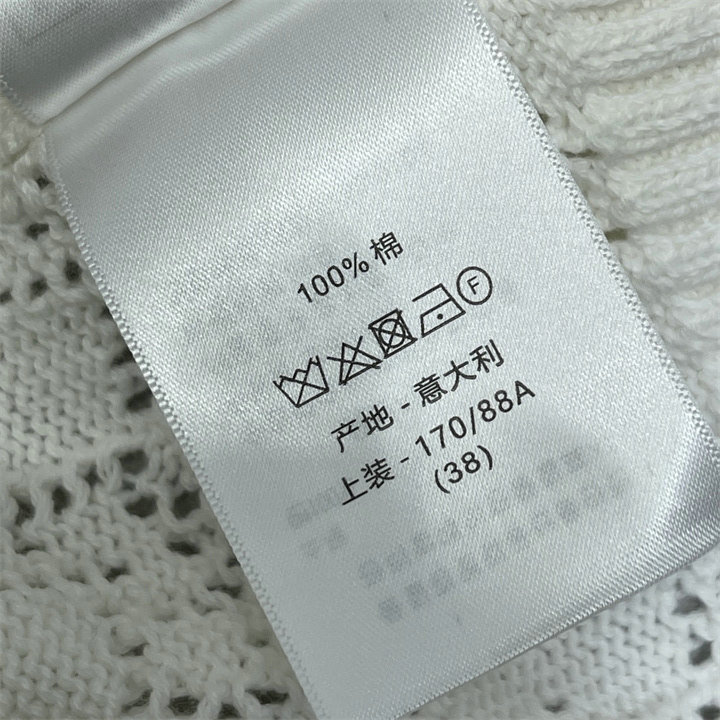 100% 棉
F
产地 - 意大利
上装 - 170/88A
(38)